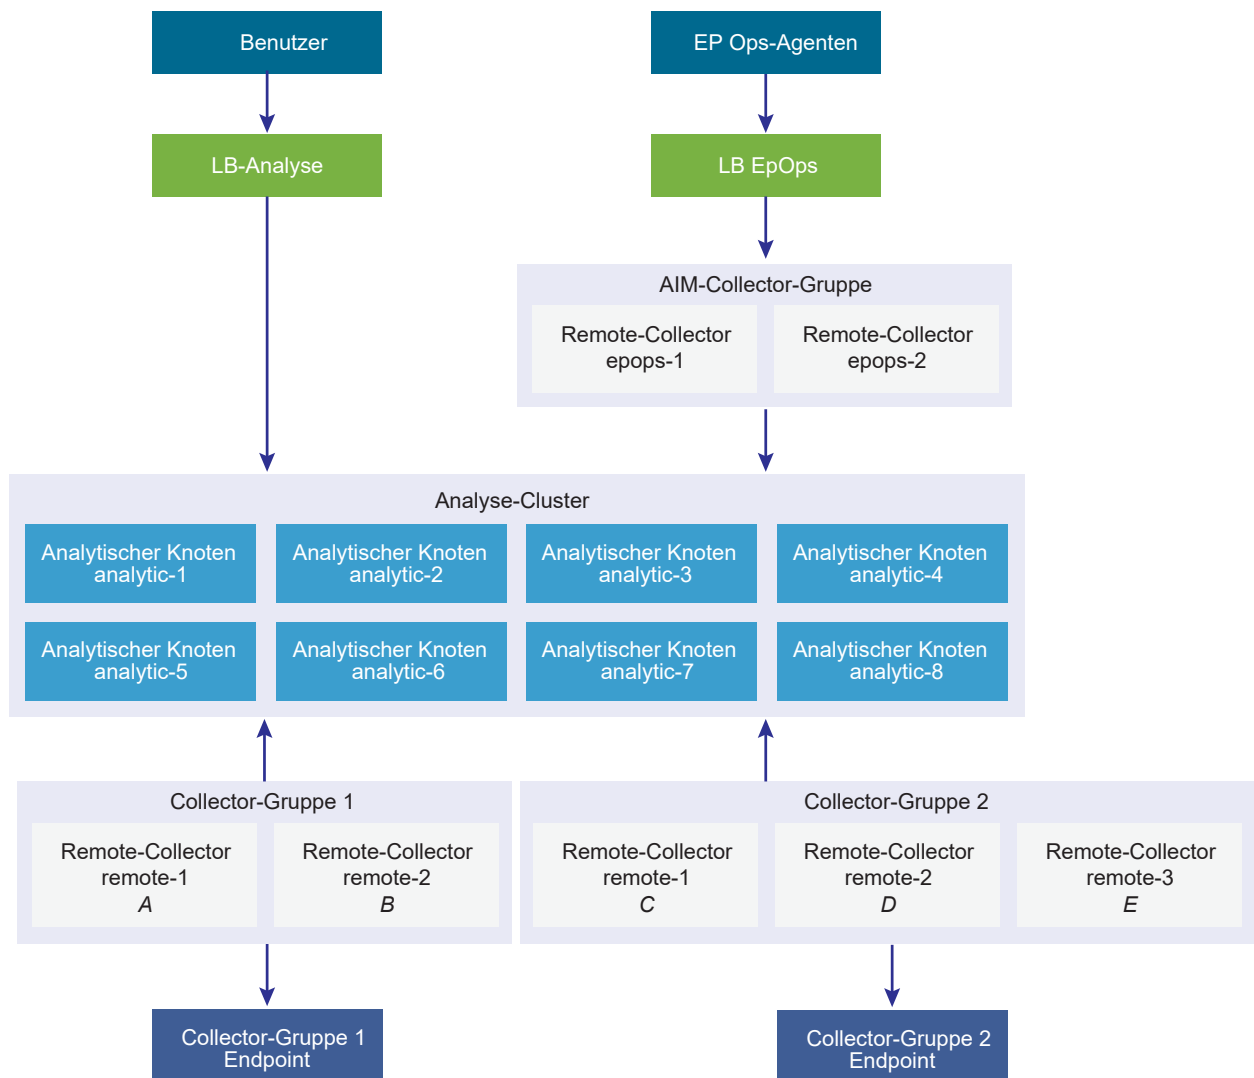 Benutzer
EP Ops-Agenten
LB-Analyse
LB EpOps
AIM-Collector-Gruppe
Remote-Collector
epops-1
Remote-Collector
epops-2
Analyse-Cluster
Analytischer Knoten
analytic-1
Analytischer Knoten
analytic-2
Analytischer Knoten
analytic-3
Analytischer Knoten
analytic-4
Analytischer Knoten
analytic-5
Analytischer Knoten
analytic-6
Analytischer Knoten
analytic-7
Analytischer Knoten
analytic-8
Collector-Gruppe 1
Remote-Collector
remote-1
A
Remote-Collector
remote-2
B
Collector-Gruppe 2
Remote-Collector
remote-1
C
Remote-Collector
remote-2
D
Remote-Collector
remote-3
E
Collector-Gruppe 1
Endpoint
Collector-Gruppe 2
Endpoint